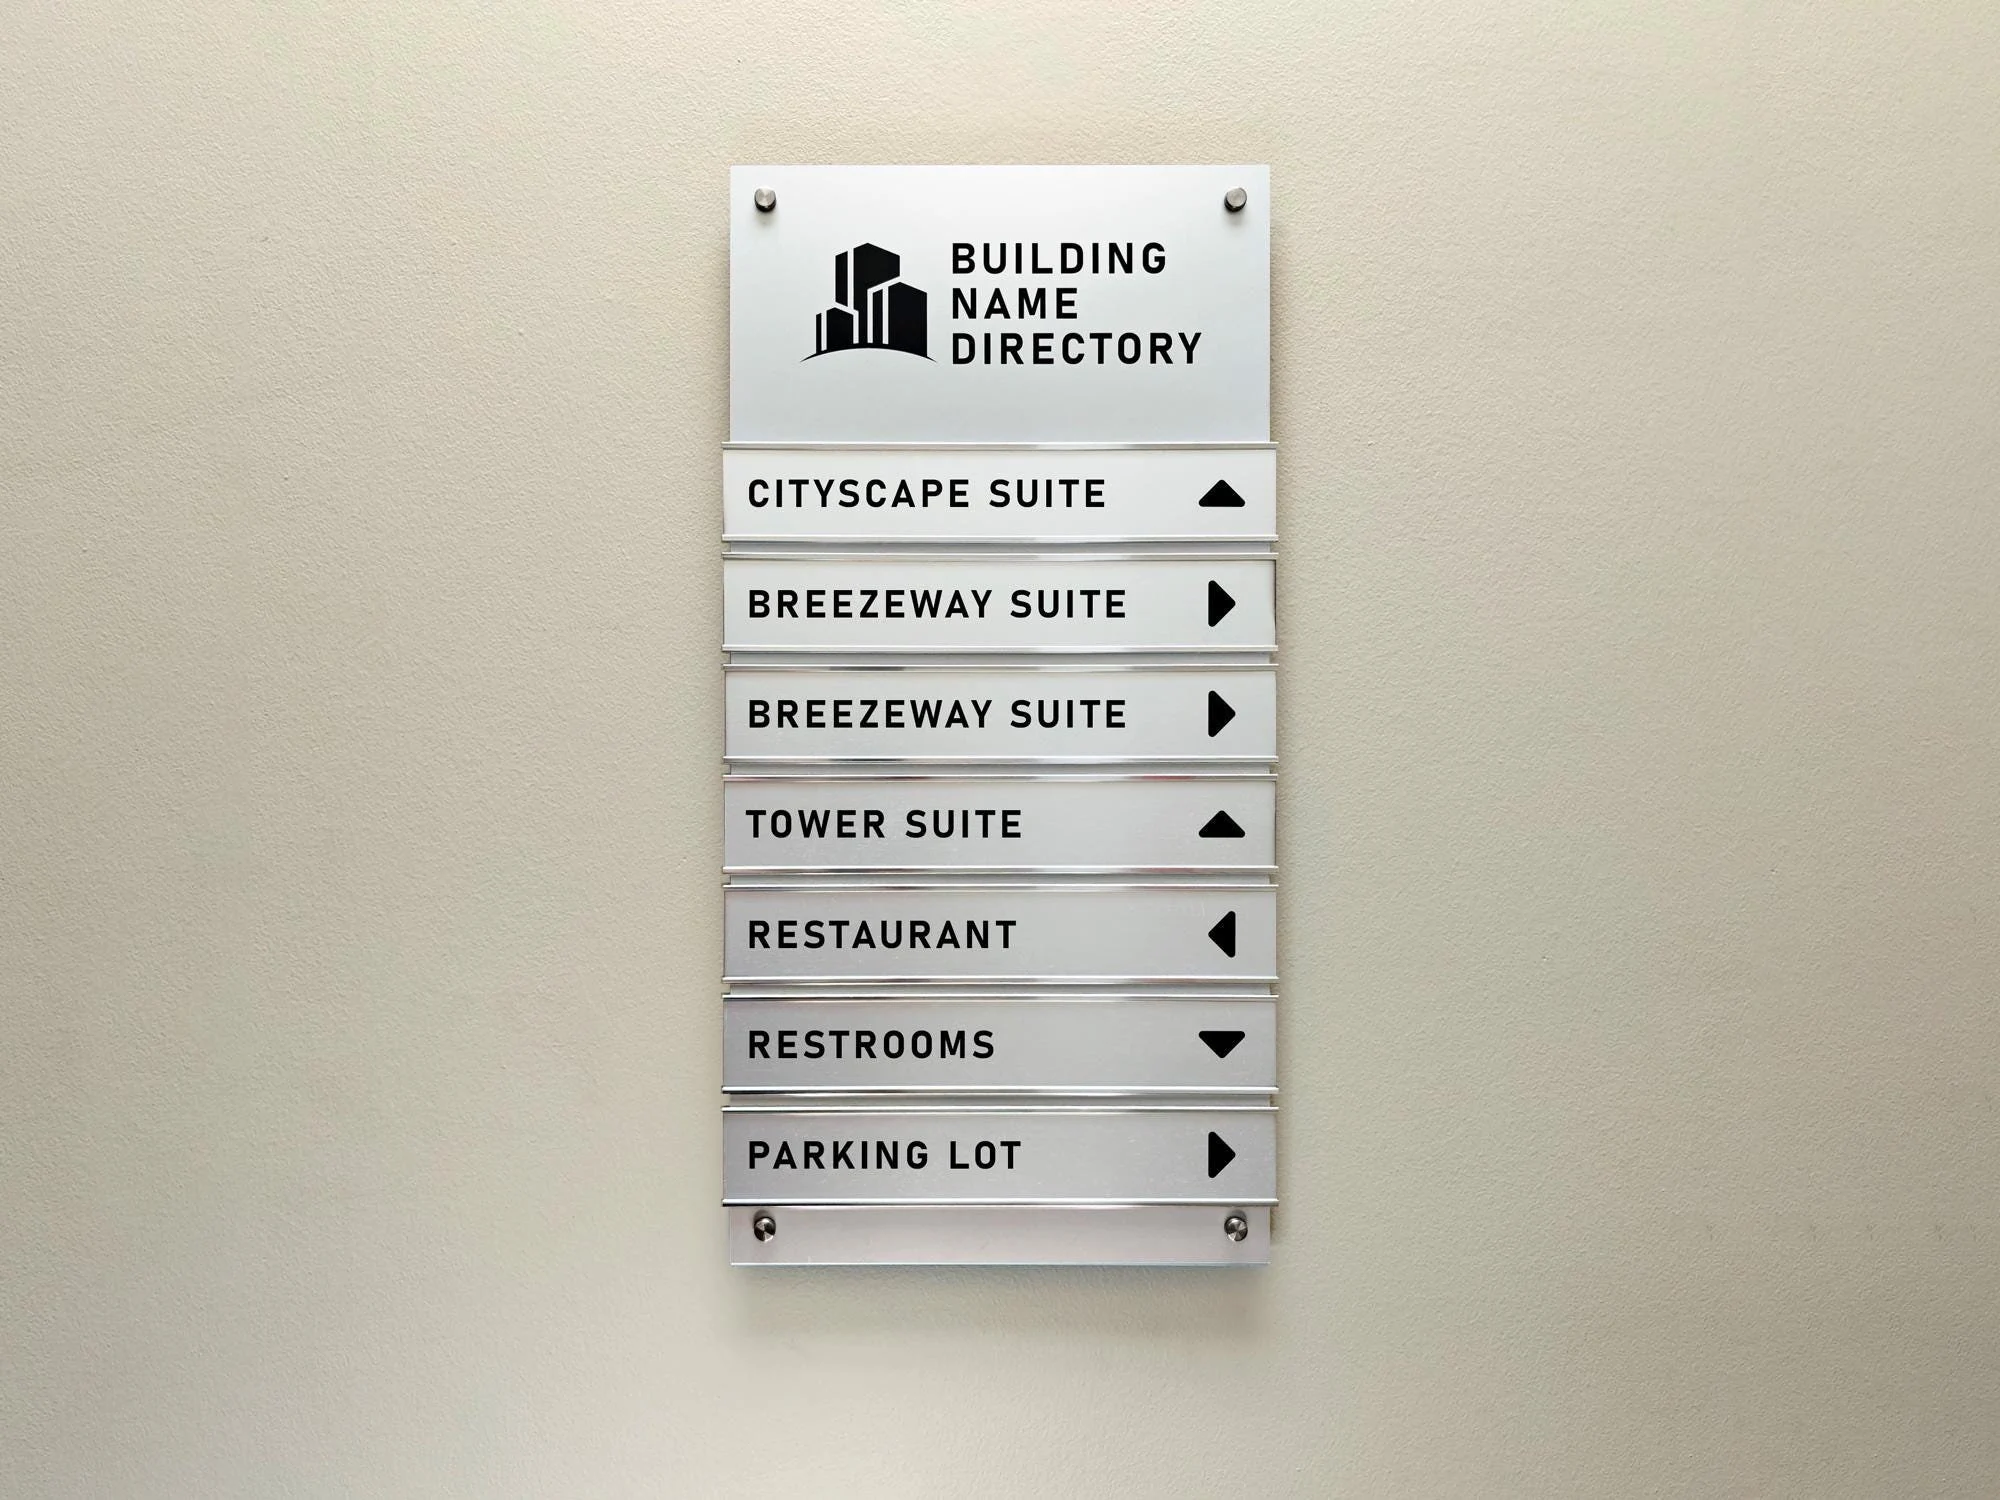 BUILDING
NAME
DIRECTORY
CITYSCAPE SUITE
BREEZEWAY SUITE
BREEZEWAY SUITE
TOWER SUITE
RESTAURANT
RESTROOMS
PARKING LOT